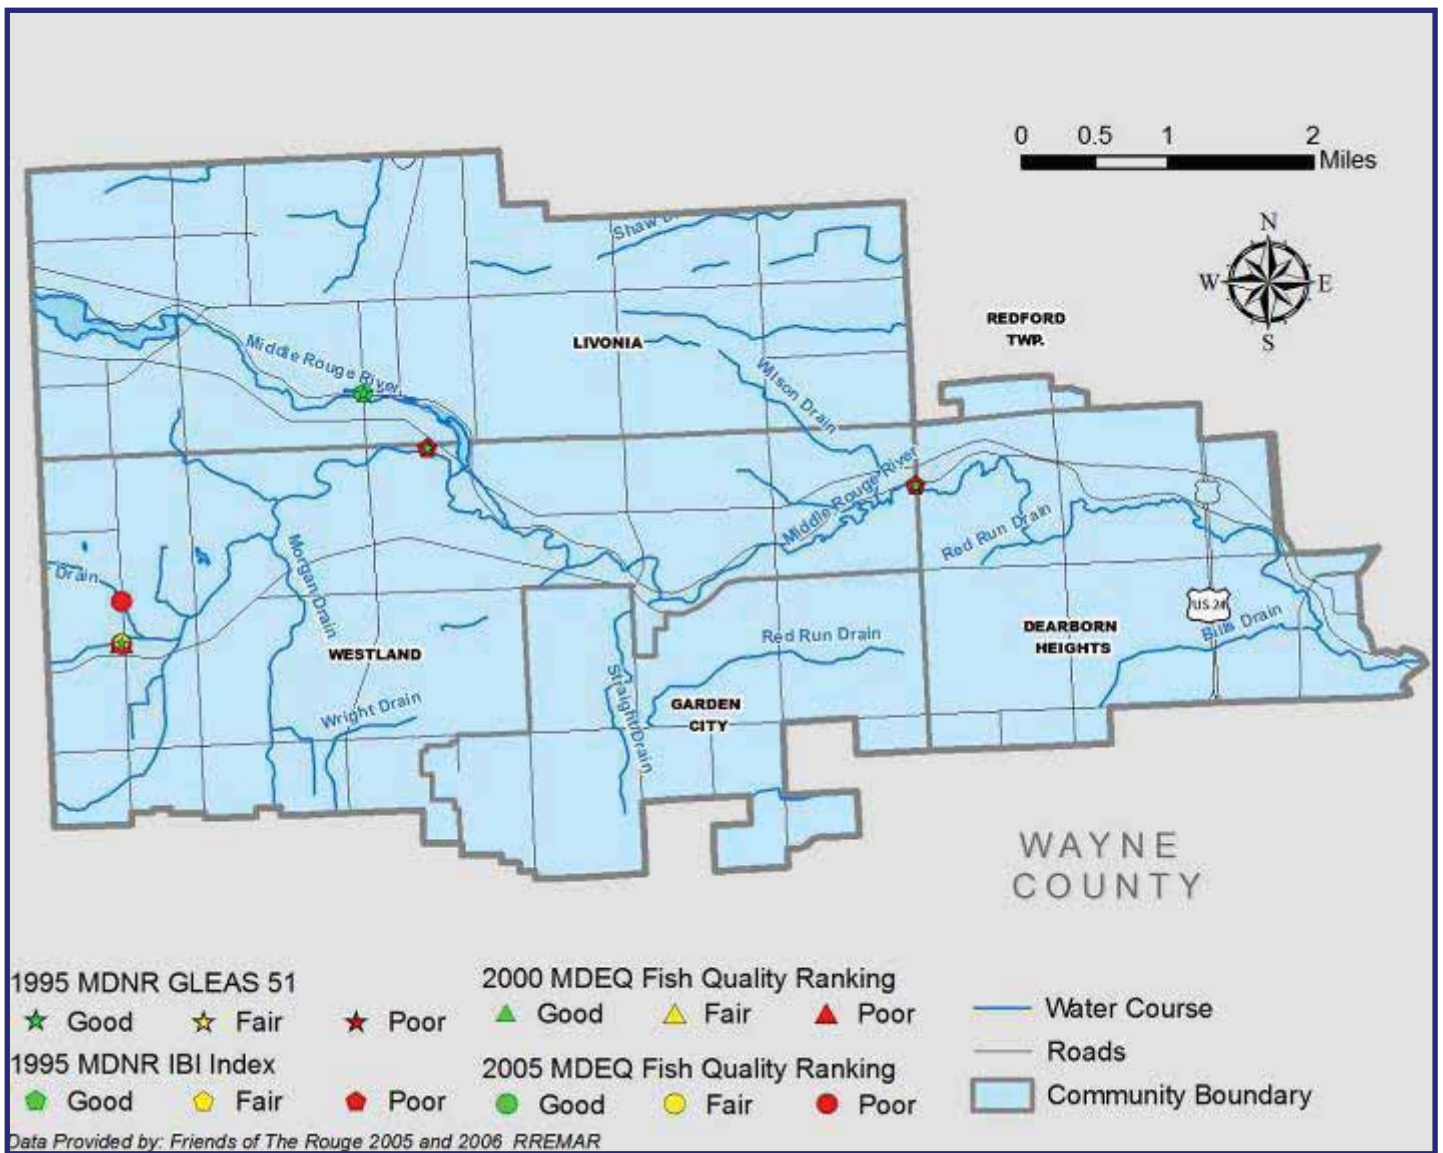 0 0.5 1 2
Miles
N
W E
S
REDFORD
TWP.
Shaw D
LIVONIA
Middle Rouge River
Wilson Drain
Middle Rouge River
Red Run Drain
Drain
Morgan Drain
US 24
DEARBORN
HEIGHTS
Bills Drain
Red Run Drain
WESTLAND
Straight Drain
GARDEN
CITY
Wright Drain
WAYNE
COUNTY
1995 MDNR GLEAS 51
Good Fair Poor
1995 MDNR IBI Index
Good Fair Poor
2000 MDEQ Fish Quality Ranking
Good Fair Poor
2005 MDEQ Fish Quality Ranking
Good Fair Poor
Water Course
Roads
Community Boundary
Data Provided by: Friends of The Rouge 2005 and 2006 RREMAR